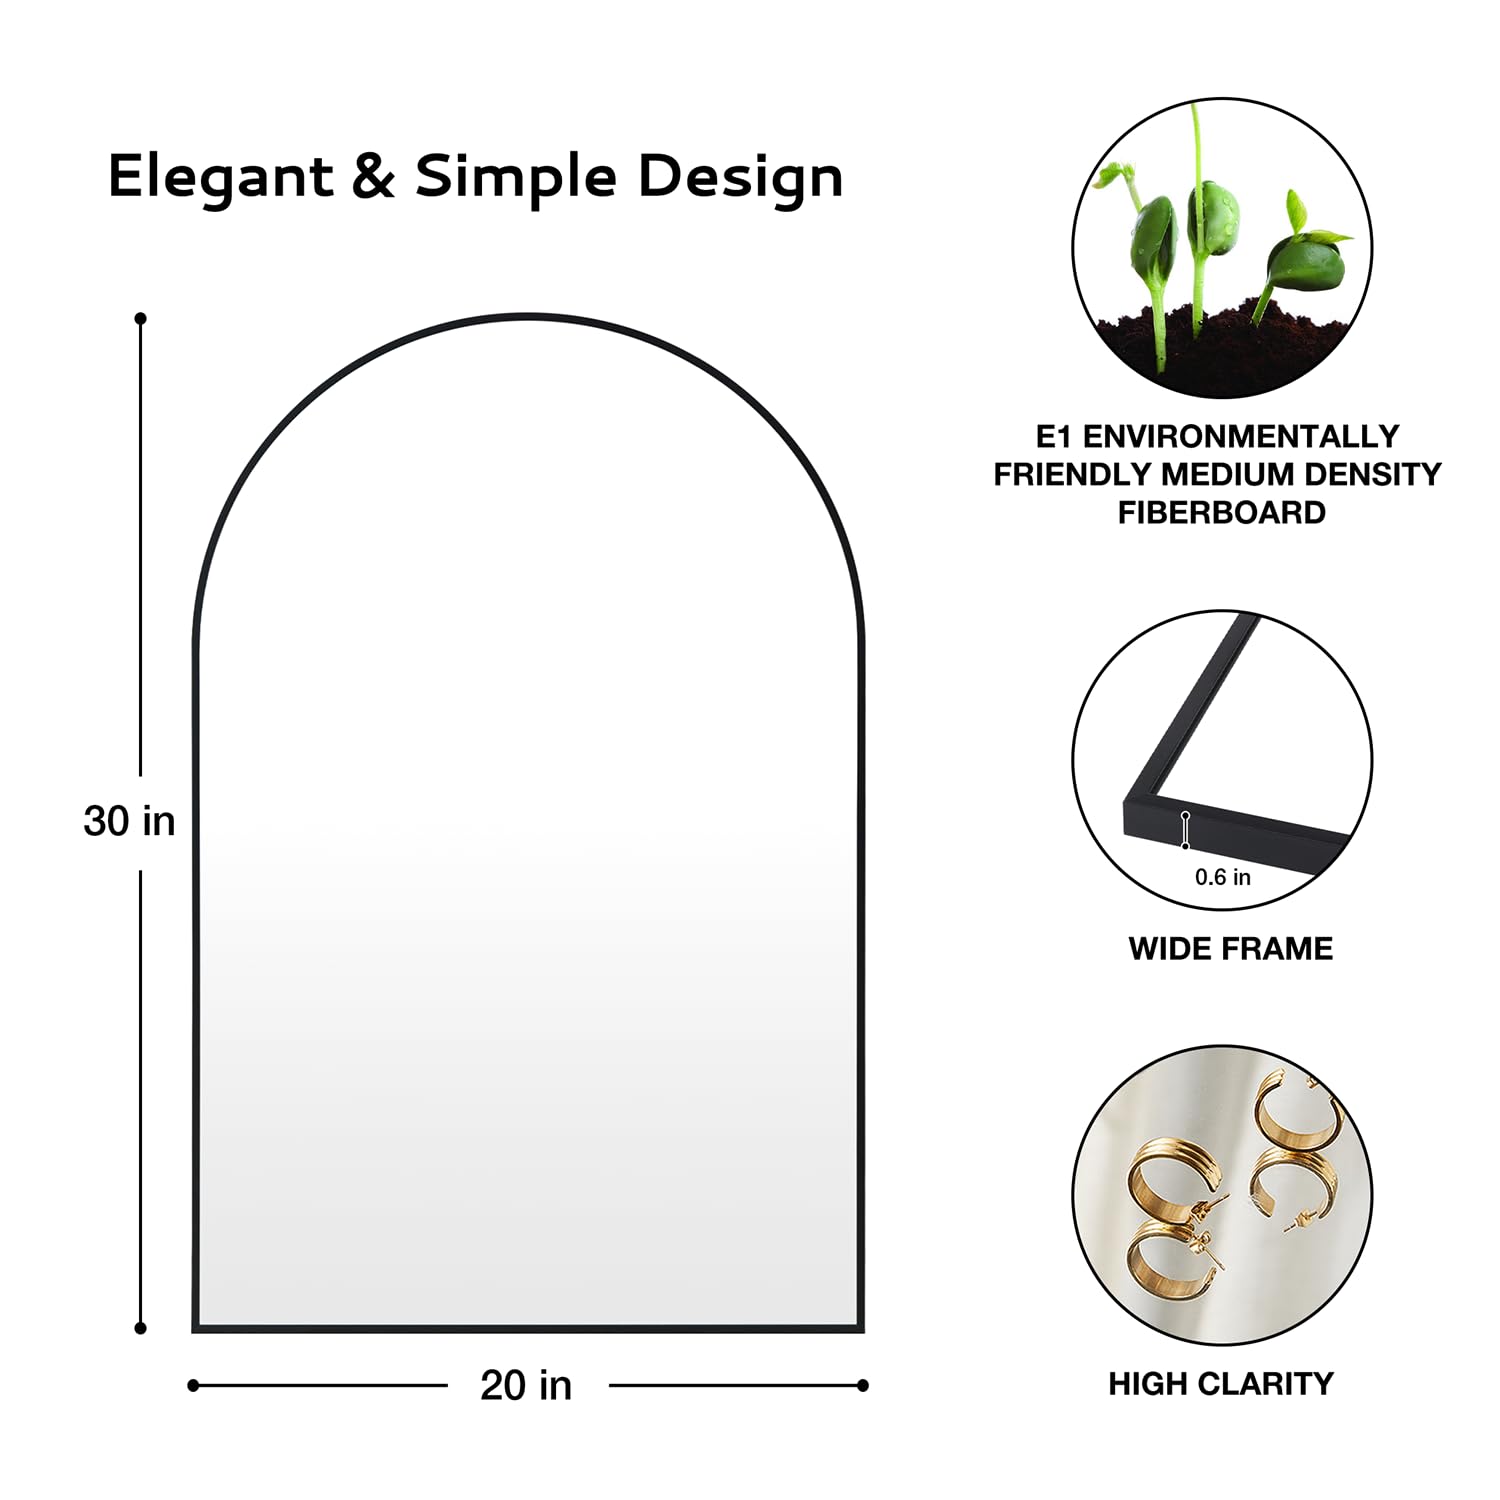 Elegant & Simple Design
30 in
20 in
E1 ENVIRONMENTALLY
FRIENDLY MEDIUM DENSITY
FIBERBOARD
0.6 in
WIDE FRAME
HIGH CLARITY